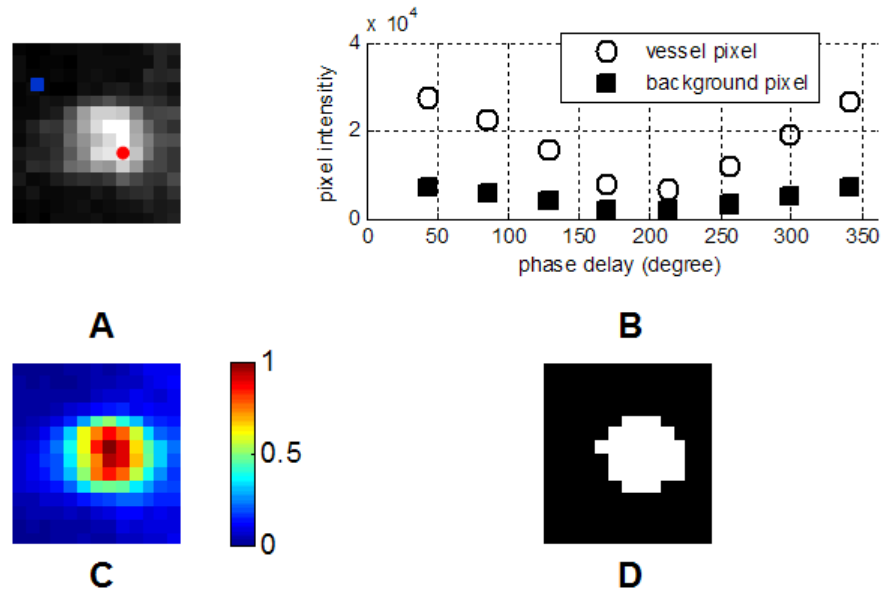 x 10^4
4
vessel pixel
background pixel
pixel intensitiy
2
0
0 50 100 150 200 250 300 350
phase delay (degree)
A
B
1
0.5
0
C
D